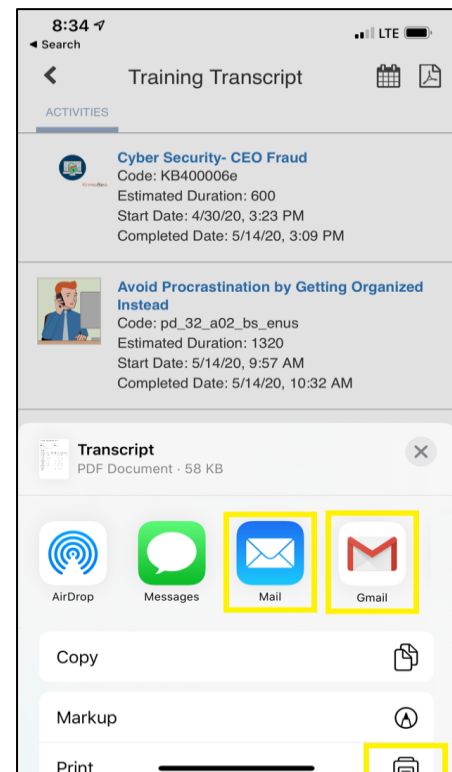 8:34
LTE
◀ Search
Training Transcript
ACTIVITIES
Cyber Security- CEO Fraud
Code: KB400006e
Estimated Duration: 600
Start Date: 4/30/20, 3:23 PM
Completed Date: 5/14/20, 3:09 PM
Avoid Procrastination by Getting Organized
Instead
Code: pd_32_a02_bs_enus
Estimated Duration: 1320
Start Date: 5/14/20, 9:57 AM
Completed Date: 5/14/20, 10:32 AM
Transcript
PDF Document · 58 KB
AirDrop
Messages
Mail
Gmail
Copy
Markup
Print